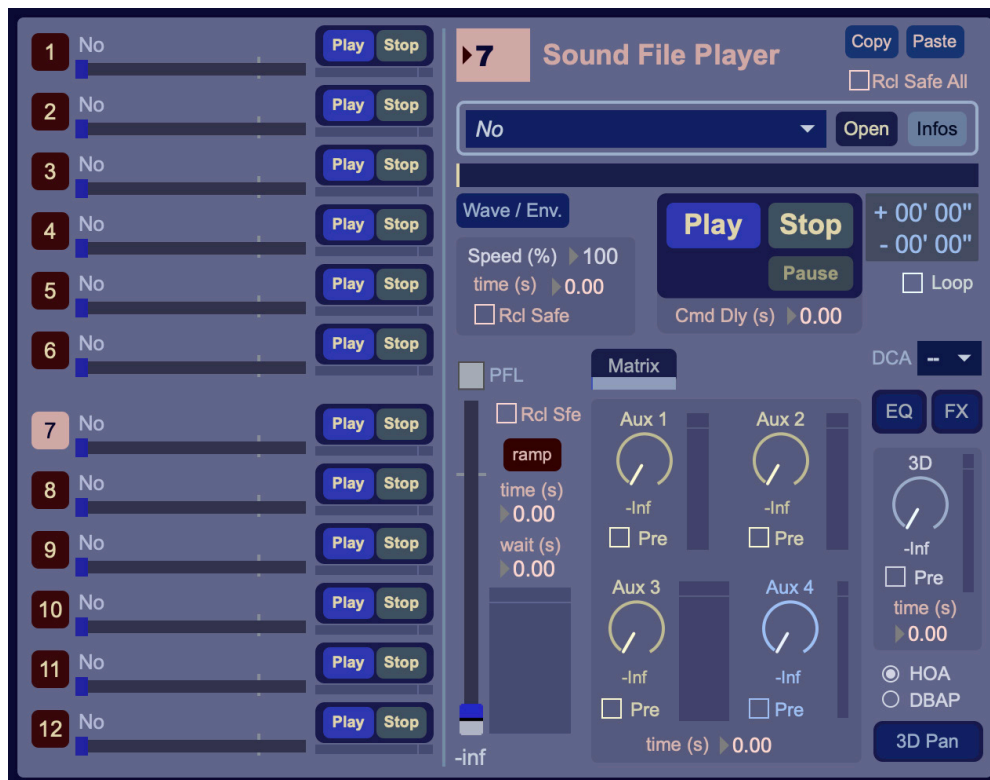 1 No Play Stop
2 No Play Stop
3 No Play Stop
4 No Play Stop
5 No Play Stop
6 No Play Stop
7 No Play Stop
8 No Play Stop
9 No Play Stop
10 No Play Stop
11 No Play Stop
12 No Play Stop
7 Sound File Player
Copy Paste
Rcl Safe All
No Open Infos
Wave / Env.
Speed (%) 100
time (s) 0.00
Rcl Safe
Play Stop
Pause
Cmd Dly (s) 0.00
+ 00' 00"
- 00' 00"
Loop
PFL
Rcl Sfe
ramp
time (s)
0.00
wait (s)
0.00
-inf
Matrix
Aux 1 Aux 2
-Inf -Inf
Pre Pre
Aux 3 Aux 4
-Inf -Inf
Pre Pre
time (s) 0.00
DCA --
EQ FX
3D
-Inf
Pre
time (s)
0.00
HOA
DBAP
3D Pan